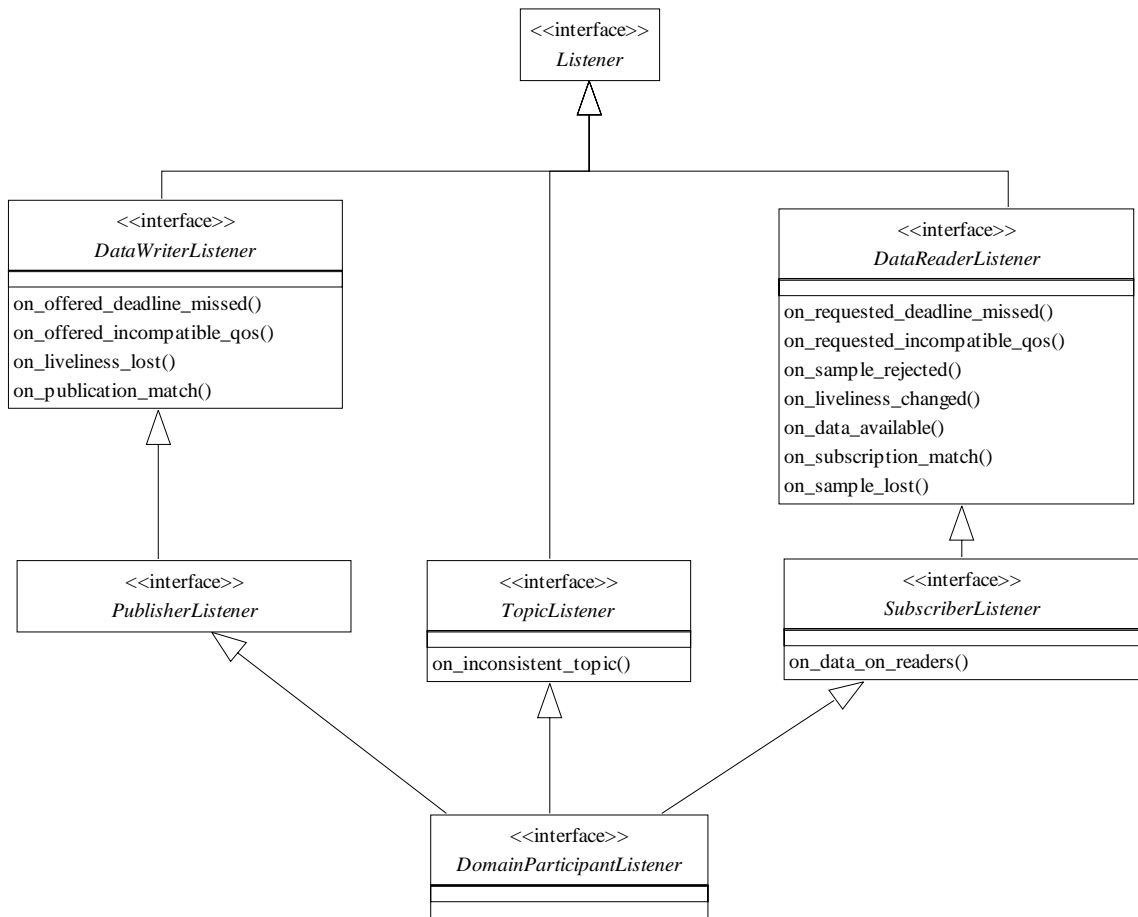 <<interface>>
Listener
<<interface>>
DataWriterListener
on_offered_deadline_missed()
on_offered_incompatible_qos()
on_liveliness_lost()
on_publication_match()
<<interface>>
DataReaderListener
on_requested_deadline_missed()
on_requested_incompatible_qos()
on_sample_rejected()
on_liveliness_changed()
on_data_available()
on_subscription_match()
on_sample_lost()
<<interface>>
PublisherListener
<<interface>>
TopicListener
on_inconsistent_topic()
<<interface>>
SubscriberListener
on_data_on_readers()
<<interface>>
DomainParticipantListener